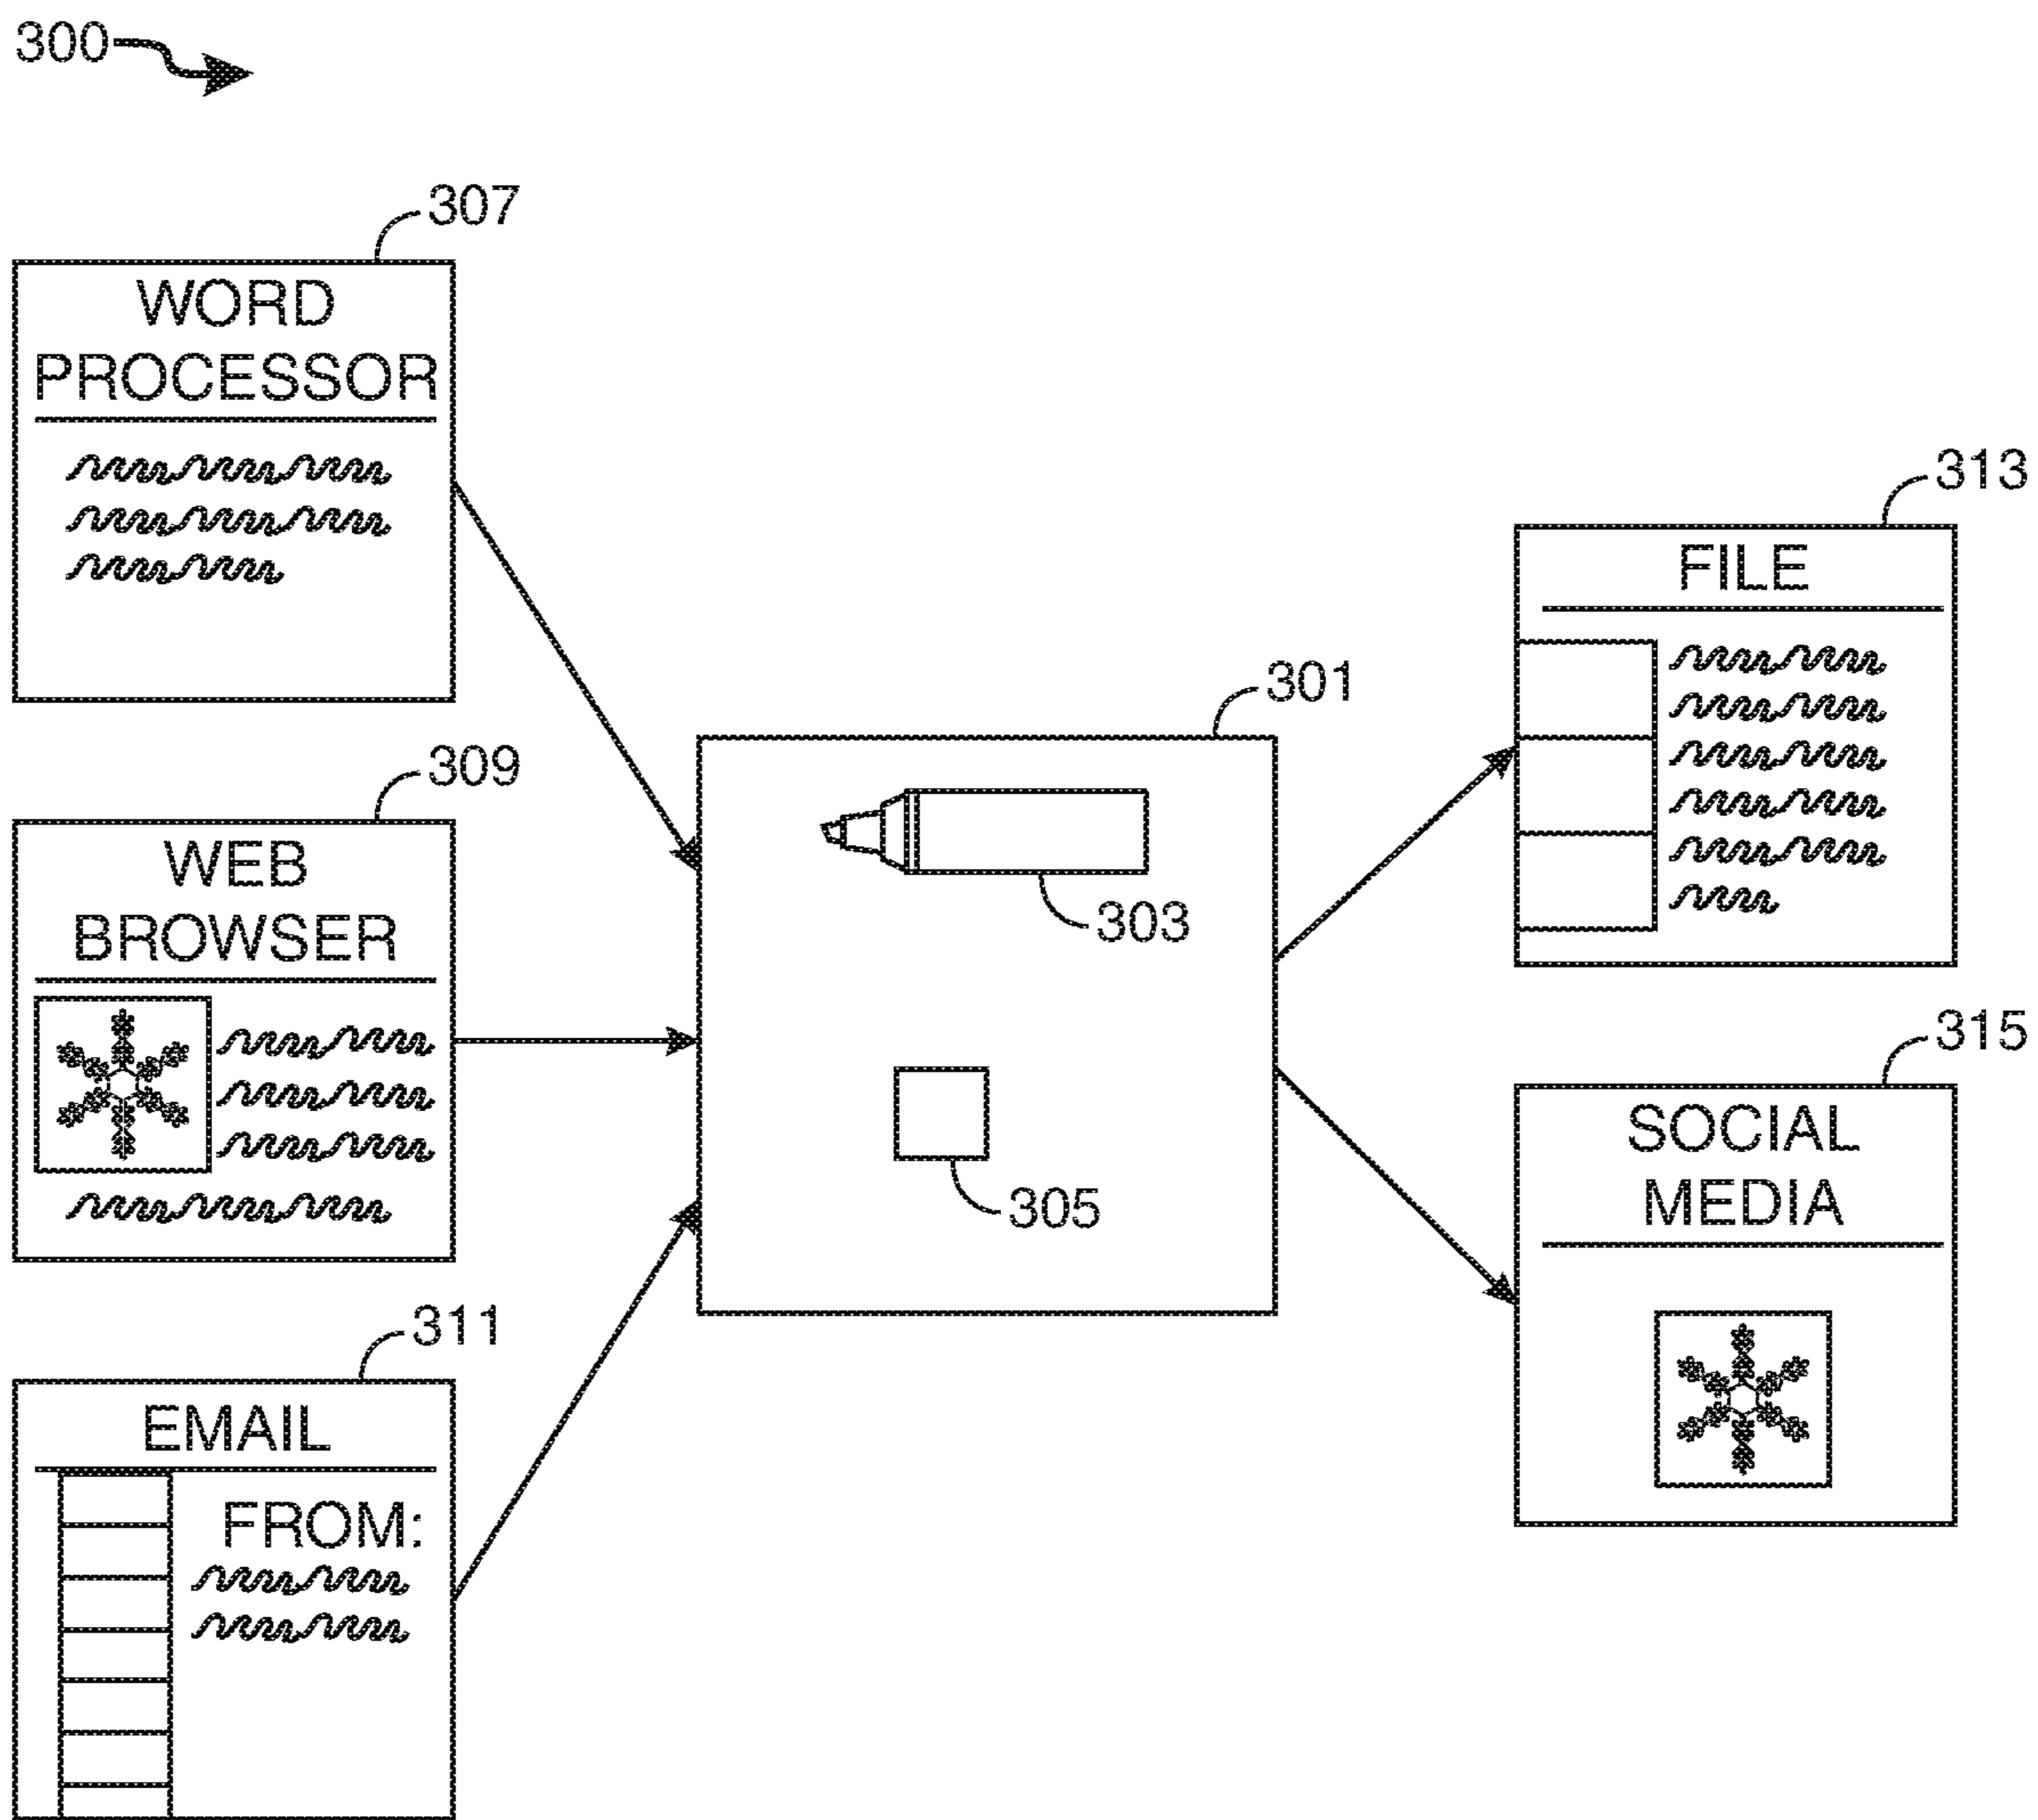 300
307
WORD
PROCESSOR
309
WEB
BROWSER
311
EMAIL
FROM:
301
303
305
313
FILE
315
SOCIAL
MEDIA